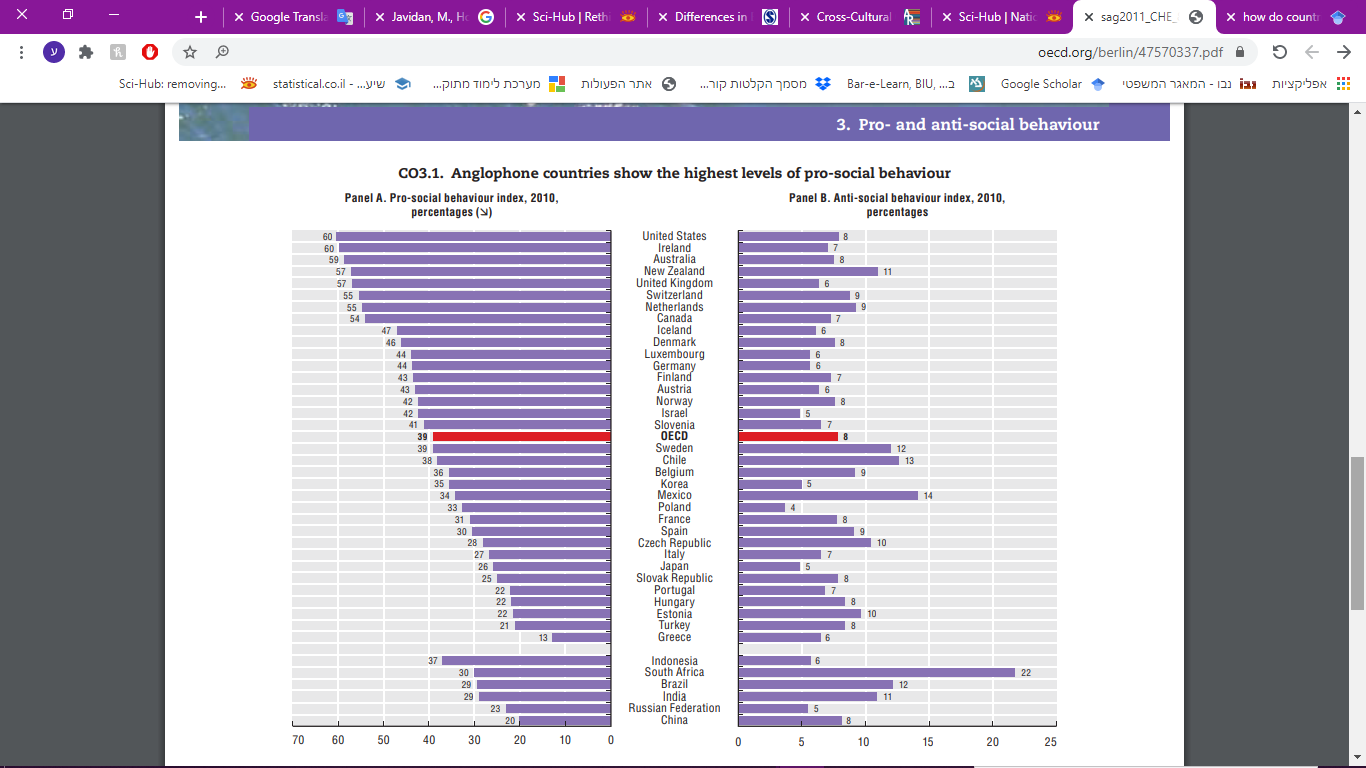 Google Transla
Javidan, M., Ho
Sci-Hub | Reth
Differences in
Cross-Cultural
Sci-Hub | Natio
sag2011_CHE_
how do countr
ע
oecd.org/berlin/47570337.pdf
Sci-Hub: removing...
שיע... - statistical.co.il
מערכת לימוד מתוק...
אתר הפעולות
מסמך הקלטות קור...
ב... ,Bar-e-Learn, BIU
Google Scholar
נבו - המאגר המשפטי
אפליקציות
3. Pro- and anti-social behaviour
CO3.1. Anglophone countries show the highest levels of pro-social behaviour
Panel A. Pro-social behaviour index, 2010,
percentages (↘)
Panel B. Anti-social behaviour index, 2010,
percentages
60 United States 8
60 Ireland 7
59 Australia 8
57 New Zealand 11
57 United Kingdom 6
55 Switzerland 9
55 Netherlands 9
54 Canada 7
47 Iceland 6
46 Denmark 8
44 Luxembourg 6
44 Germany 6
43 Finland 7
43 Austria 6
42 Norway 8
42 Israel 5
41 Slovenia 7
39 OECD 8
39 Sweden 12
38 Chile 13
36 Belgium 9
35 Korea 5
34 Mexico 14
33 Poland 4
31 France 8
30 Spain 9
28 Czech Republic 10
27 Italy 7
26 Japan 5
25 Slovak Republic 8
22 Portugal 7
22 Hungary 8
22 Estonia 10
21 Turkey 8
13 Greece 6
37 Indonesia 6
30 South Africa 22
29 Brazil 12
29 India 11
23 Russian Federation 5
20 China 8
70 60 50 40 30 20 10 0
0 5 10 15 20 25